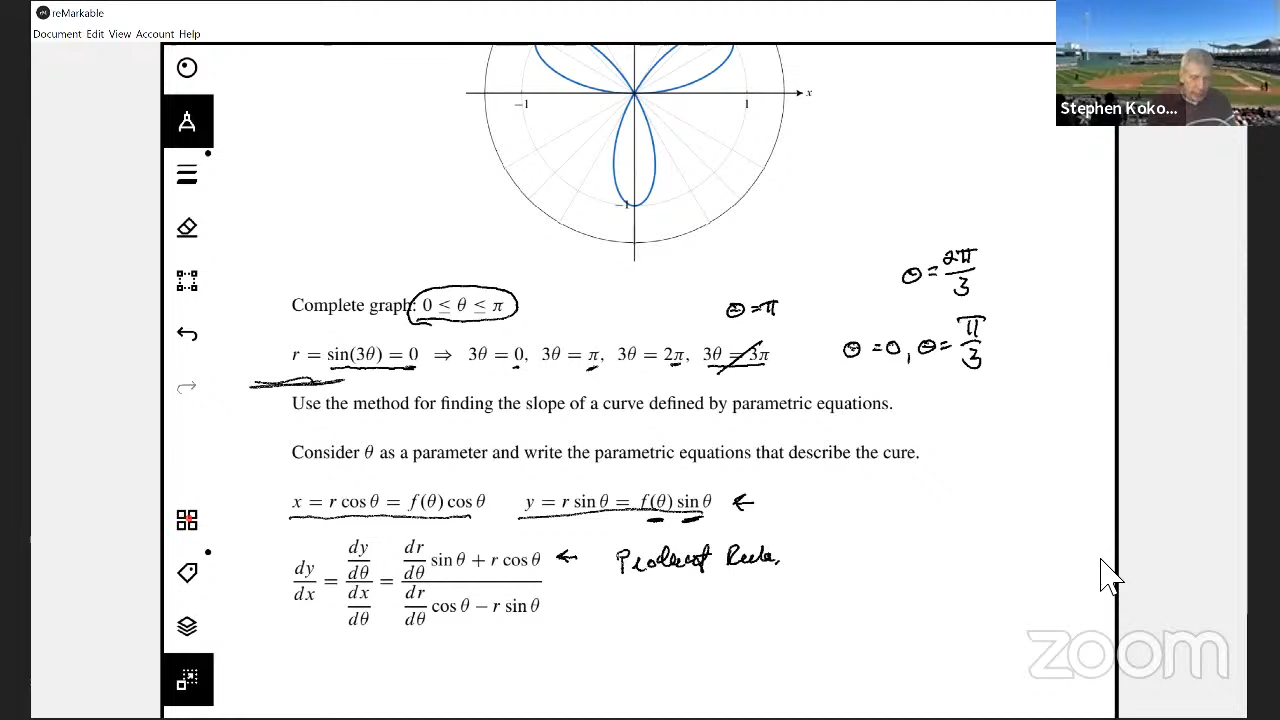 reMarkable
Document Edit View Account Help
Stephen Koko...
x
−1
1
−1
θ = 2π/3
Complete graph: 0 ≤ θ ≤ π
θ = π
r = sin(3θ) = 0 ⇒ 3θ = 0, 3θ = π, 3θ = 2π, 3θ = 3π
θ = 0, θ = π/3
Use the method for finding the slope of a curve defined by parametric equations.
Consider θ as a parameter and write the parametric equations that describe the cure.
x = r cos θ = f(θ) cos θ y = r sin θ = f(θ) sin θ ←
dy/dx = (dy/dθ)/(dx/dθ) = (dr/dθ sin θ + r cos θ)/(dr/dθ cos θ − r sin θ) ← Product Rule.
zoom